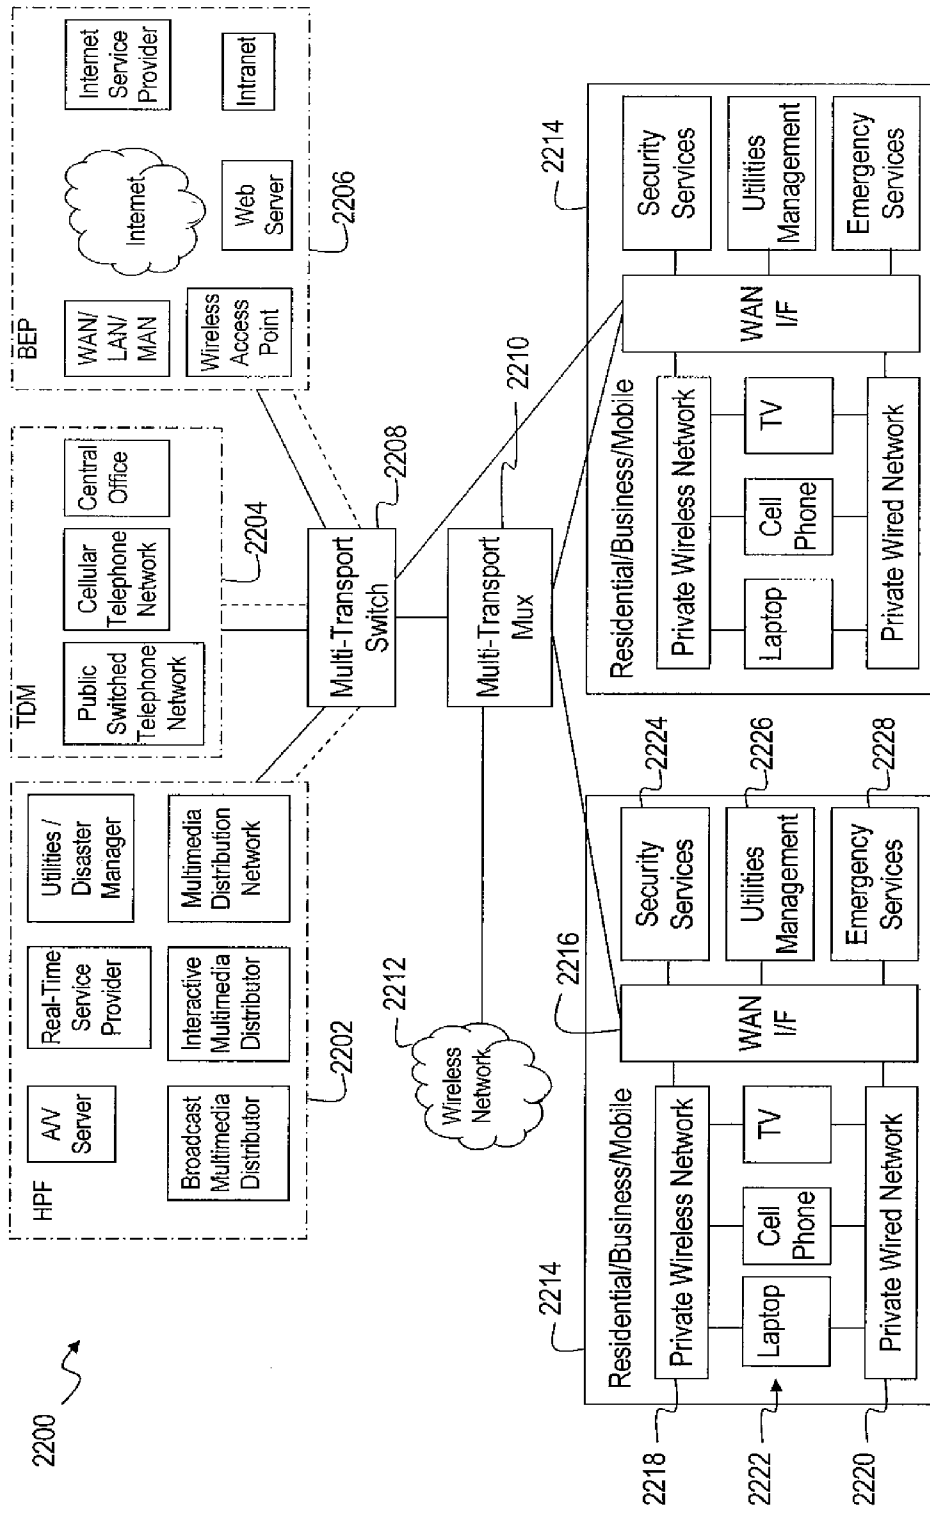 2200
HPF
A/V
Server
Real-Time
Service
Provider
Utilities /
Disaster
Manager
Broadcast
Multimedia
Distributor
Interactive
Multimedia
Distributor
Multimedia
Distribution
Network
2202
TDM
Public
Switched
Telephone
Network
Cellular
Telephone
Network
Central
Office
2204
BEP
WAN/
LAN/
MAN
Internet
Internet
Service
Provider
Wireless
Access
Point
Web
Server
Intranet
2206
Multi-Transport
Switch
2208
Multi-Transport
Mux
2210
Wireless
Network
2212
2214
Residential/Business/Mobile
Private Wireless Network
2218
Laptop
Cell
Phone
TV
2222
Private Wired Network
2220
WAN
I/F
2216
Security
Services
2224
Utilities
Management
2226
Emergency
Services
2228
Residential/Business/Mobile
2214
Private Wireless Network
Laptop
Cell
Phone
TV
Private Wired Network
WAN
I/F
Security
Services
Utilities
Management
Emergency
Services